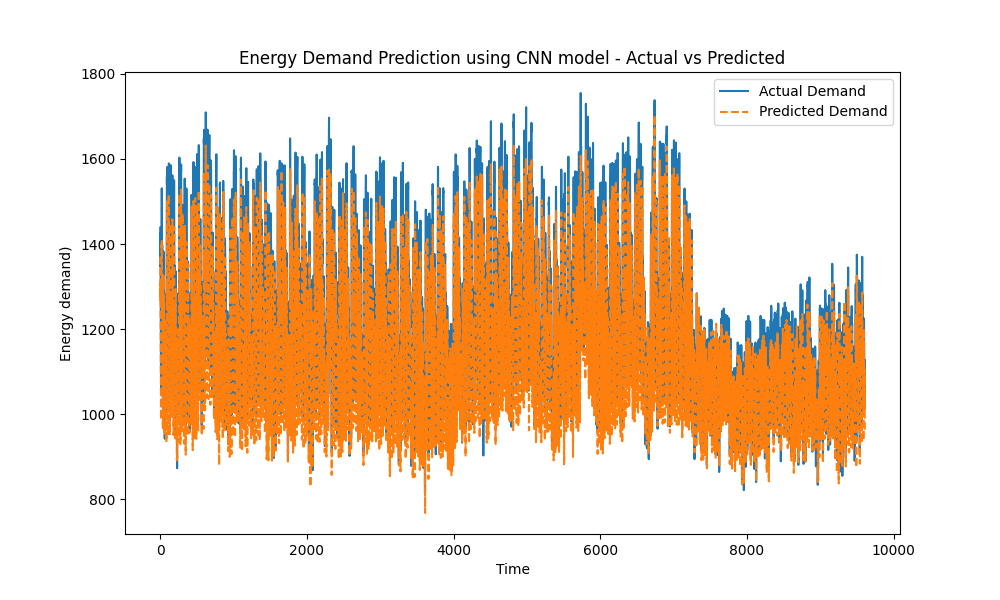 Energy Demand Prediction using CNN model - Actual vs Predicted
1800
1600
1400
1200
1000
800
Energy demand)
Actual Demand
Predicted Demand
0 2000 4000 6000 8000 10000
Time